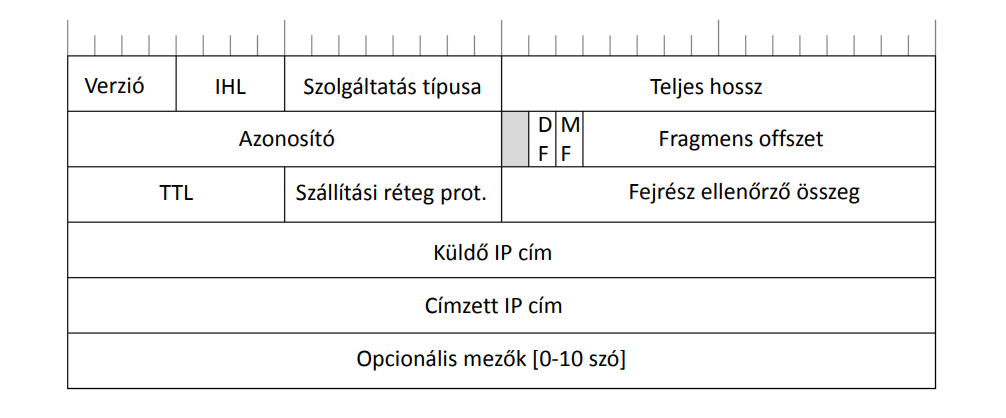 Verzió IHL Szolgáltatás típusa Teljes hossz
Azonosító D F M F Fragmens offszet
TTL Szállítási réteg prot. Fejrész ellenőrző összeg
Küldő IP cím
Címzett IP cím
Opcionális mezők [0-10 szó]